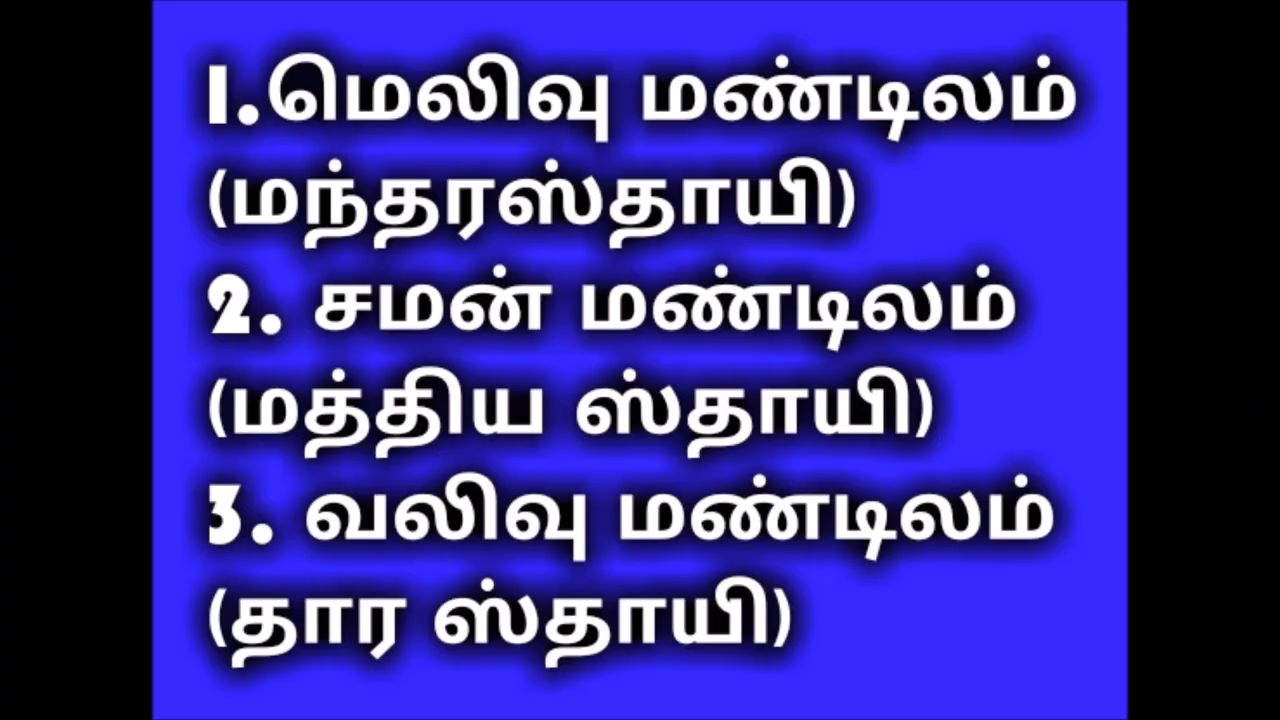 1.மெலிவு மண்டிலம்
(மந்தரஸ்தாயி)
2. சமன் மண்டிலம்
(மத்திய ஸ்தாயி)
3. வலிவு மண்டிலம்
(தார ஸ்தாயி)